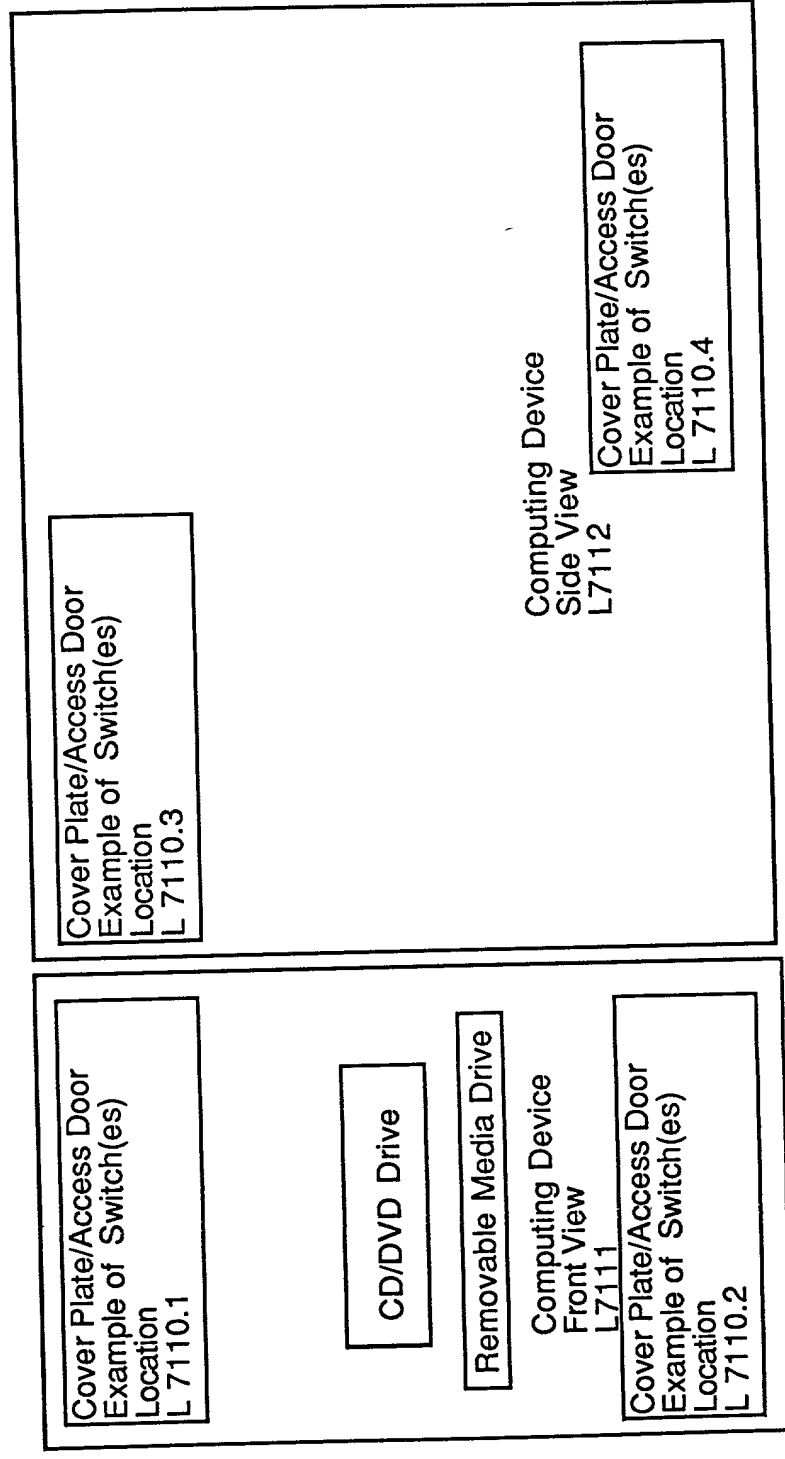 Cover Plate/Access Door
Example of Switch(es)
Location
L 7110.1
CD/DVD Drive
Removable Media Drive
Computing Device
Front View
L7111
Cover Plate/Access Door
Example of Switch(es)
Location
L 7110.2
Cover Plate/Access Door
Example of Switch(es)
Location
L 7110.3
Computing Device
Side View
L7112
Cover Plate/Access Door
Example of Switch(es)
Location
L 7110.4